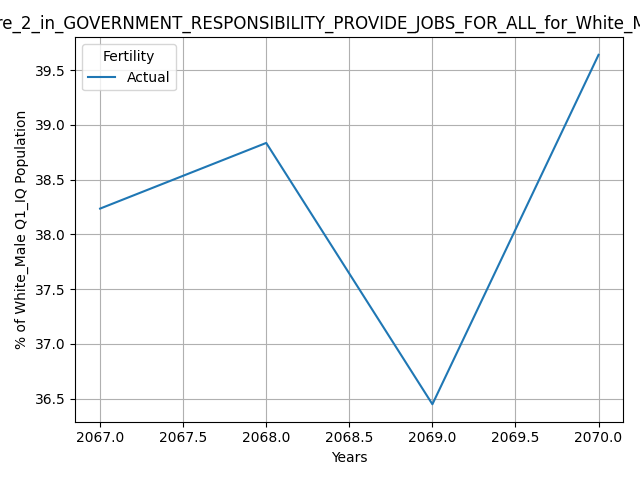 re_2_in_GOVERNMENT_RESPONSIBILITY_PROVIDE_JOBS_FOR_ALL_for_White_M
Fertility
Actual
39.5
39.0
38.5
38.0
37.5
37.0
36.5
% of White_Male Q1_IQ Population
2067.0 2067.5 2068.0 2068.5 2069.0 2069.5 2070.0
Years